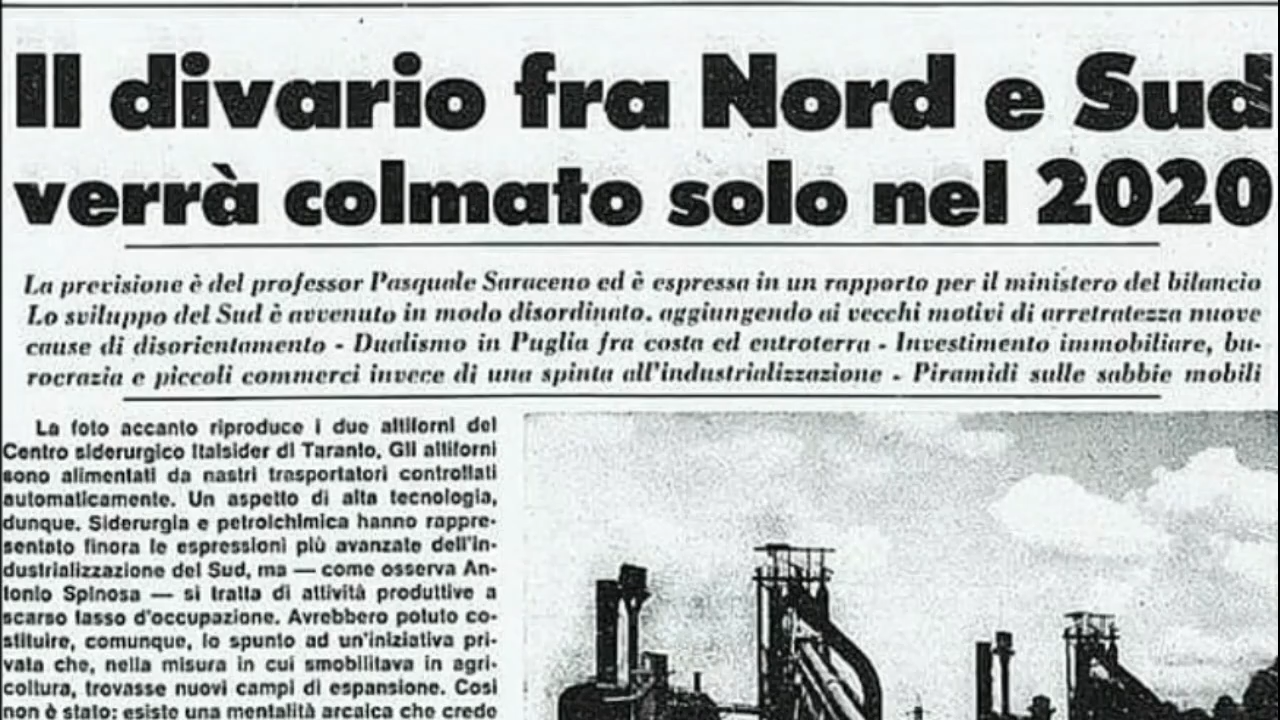 Il divario fra Nord e Sud
verrà colmato solo nel 2020
La previsione è del professor Pasquale Saraceno ed è espressa in un rapporto per il ministero del bilancio
Lo sviluppo del Sud è avvenuto in modo disordinato, aggiungendo ai vecchi motivi di arretratezza nuove
cause di disorientamento - Dualismo in Puglia fra costa ed entroterra - Investimento immobiliare, bu-
rocrazia e piccoli commerci invece di una spinta all'industrializzazione - Piramidi sulle sabbie mobili
La foto accanto riproduce i due altiforni del
Centro siderurgico Italsider di Taranto. Gli altiforni
sono alimentati da nastri trasportatori controllati
automaticamente. Un aspetto di alta tecnologia,
dunque. Siderurgia e petrolchimica hanno rappre-
sentato finora le espressioni più avanzate dell'in-
dustrializzazione del Sud, ma — come osserva An-
tonio Spinosa — si tratta di attività produttive a
scarso tasso d'occupazione. Avrebbero potuto co-
stituire, comunque, lo spunto ad un'iniziativa pri-
vata che, nella misura in cui smobilitava in agri-
coltura, trovasse nuovi campi di espansione. Così
non è stato: esiste una mentalità arcaica che crede